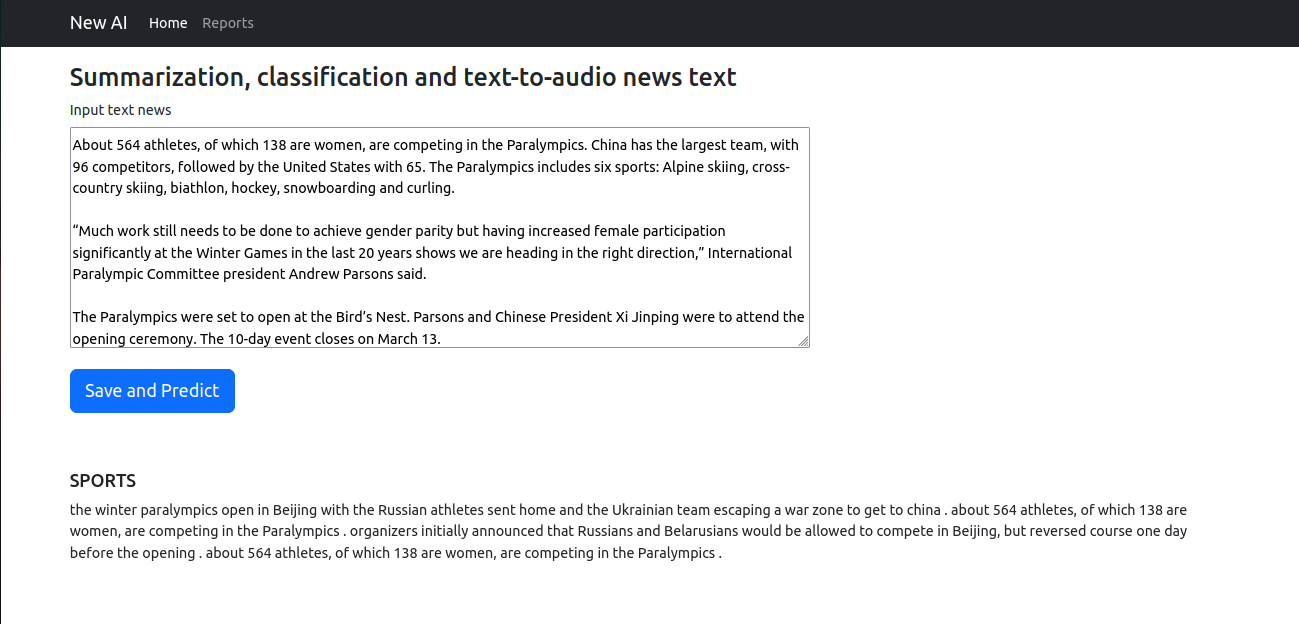 New AI Home Reports
Summarization, classification and text-to-audio news text
Input text news
About 564 athletes, of which 138 are women, are competing in the Paralympics. China has the largest team, with
96 competitors, followed by the United States with 65. The Paralympics includes six sports: Alpine skiing, cross-
country skiing, biathlon, hockey, snowboarding and curling.
“Much work still needs to be done to achieve gender parity but having increased female participation
significantly at the Winter Games in the last 20 years shows we are heading in the right direction,” International
Paralympic Committee president Andrew Parsons said.
The Paralympics were set to open at the Bird’s Nest. Parsons and Chinese President Xi Jinping were to attend the
opening ceremony. The 10-day event closes on March 13.
Save and Predict
SPORTS
the winter paralympics open in Beijing with the Russian athletes sent home and the Ukrainian team escaping a war zone to get to china . about 564 athletes, of which 138 are
women, are competing in the Paralympics . organizers initially announced that Russians and Belarusians would be allowed to compete in Beijing, but reversed course one day
before the opening . about 564 athletes, of which 138 are women, are competing in the Paralympics .